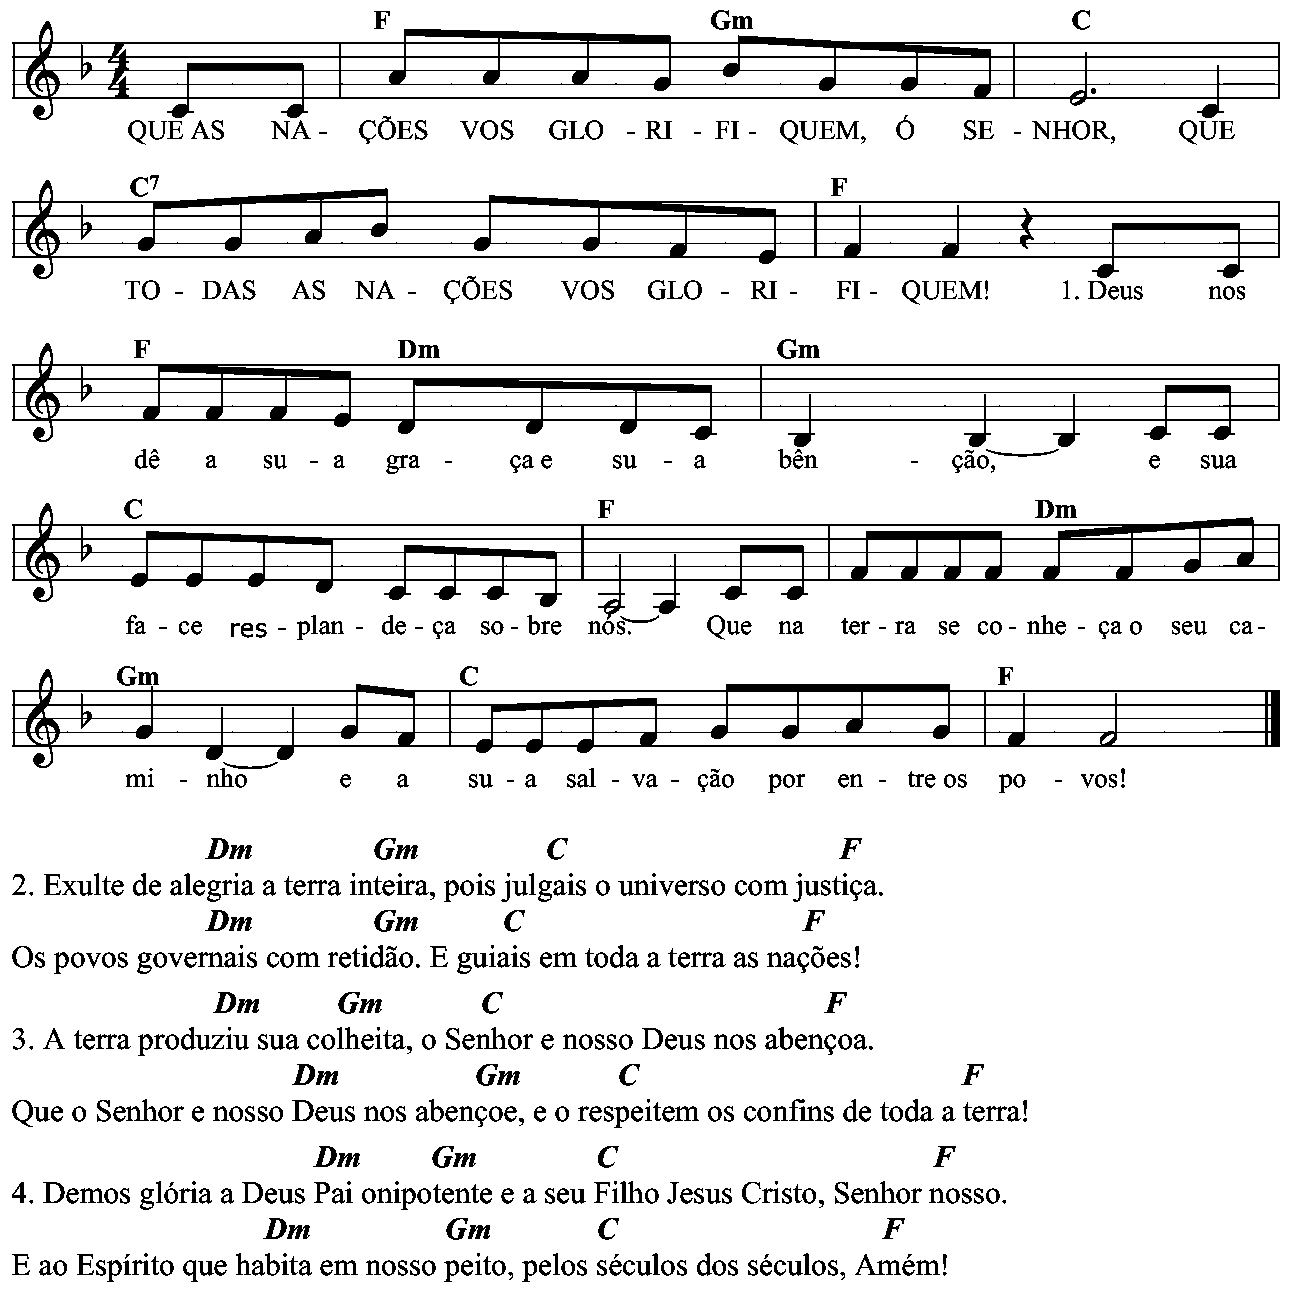 F Gm C
QUE AS NA - ÇÕES VOS GLO - RI - FI - QUEM, Ó SE - NHOR, QUE
C7 F
TO - DAS AS NA - ÇÕES VOS GLO - RI - FI - QUEM! 1. Deus nos
F Dm Gm
dê a su - a gra - ça e su - a bên - ção, e sua
C F Dm
fa - ce res - plan - de - ça so - bre nós. Que na ter - ra se co - nhe - ça o seu ca -
Gm C F
mi - nho e a su - a sal - va - ção por en - tre os po - vos!
Dm Gm C F
2. Exulte de alegria a terra inteira, pois julgais o universo com justiça.
Dm Gm C F
Os povos governais com retidão. E guiais em toda a terra as nações!
Dm Gm C F
3. A terra produziu sua colheita, o Senhor e nosso Deus nos abençoa.
Dm Gm C F
Que o Senhor e nosso Deus nos abençoe, e o respeitem os confins de toda a terra!
Dm Gm C F
4. Demos glória a Deus Pai onipotente e a seu Filho Jesus Cristo, Senhor nosso.
Dm Gm C F
E ao Espírito que habita em nosso peito, pelos séculos dos séculos, Amém!